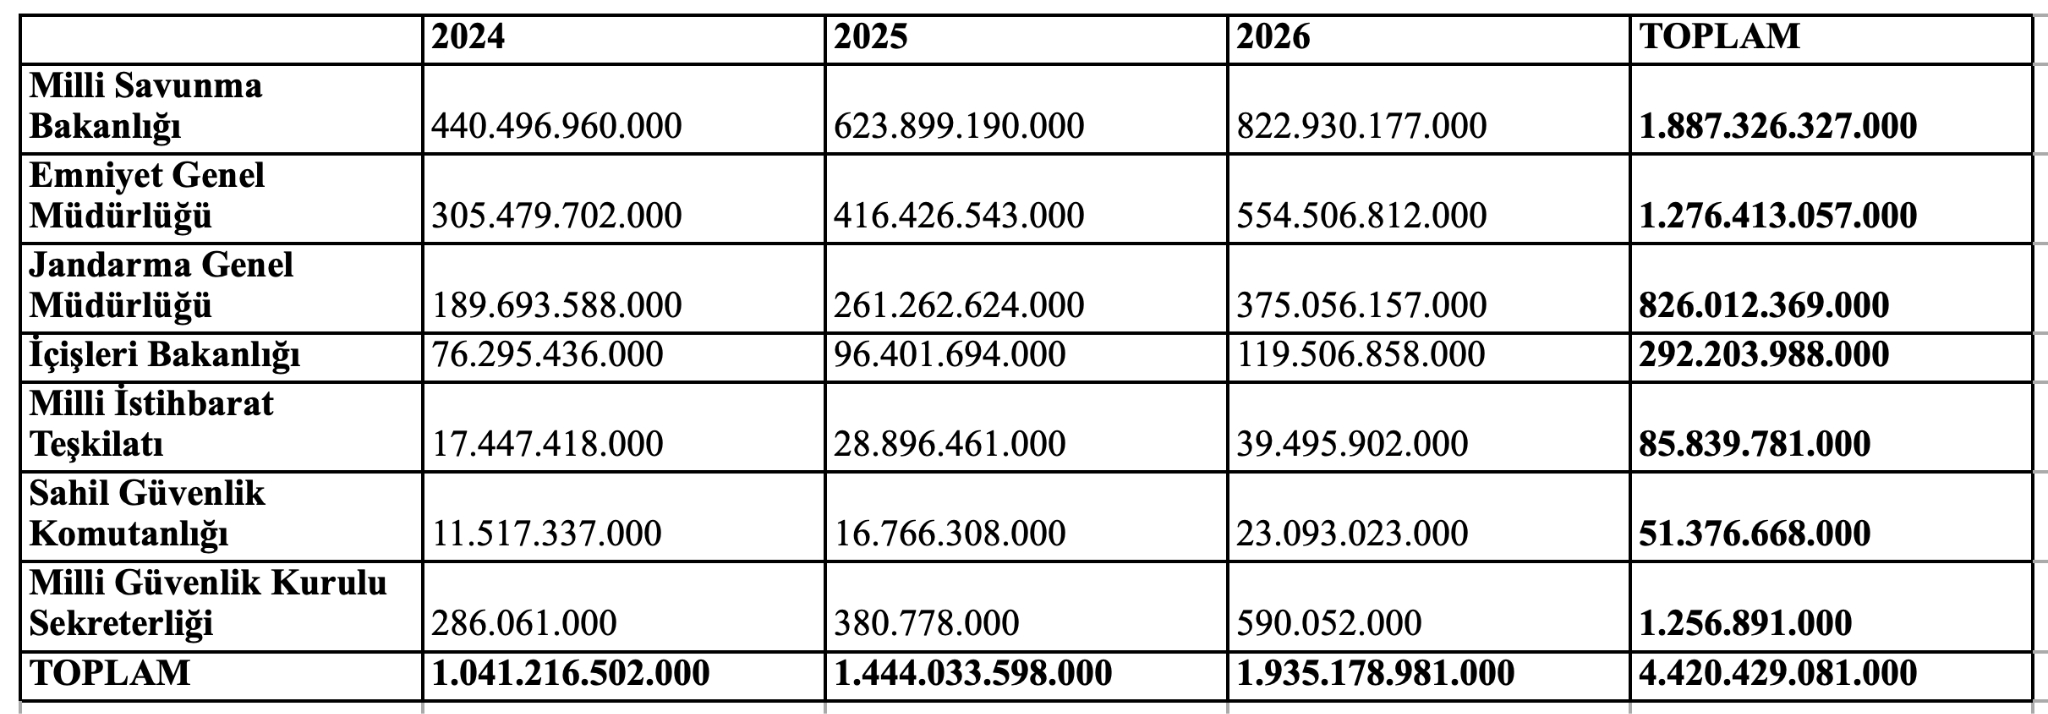 2024 2025 2026 TOPLAM
Milli Savunma
Bakanlığı 440.496.960.000 623.899.190.000 822.930.177.000 1.887.326.327.000
Emniyet Genel
Müdürlüğü 305.479.702.000 416.426.543.000 554.506.812.000 1.276.413.057.000
Jandarma Genel
Müdürlüğü 189.693.588.000 261.262.624.000 375.056.157.000 826.012.369.000
İçişleri Bakanlığı 76.295.436.000 96.401.694.000 119.506.858.000 292.203.988.000
Milli İstihbarat
Teşkilatı 17.447.418.000 28.896.461.000 39.495.902.000 85.839.781.000
Sahil Güvenlik
Komutanlığı 11.517.337.000 16.766.308.000 23.093.023.000 51.376.668.000
Milli Güvenlik Kurulu
Sekreterliği 286.061.000 380.778.000 590.052.000 1.256.891.000
TOPLAM 1.041.216.502.000 1.444.033.598.000 1.935.178.981.000 4.420.429.081.000